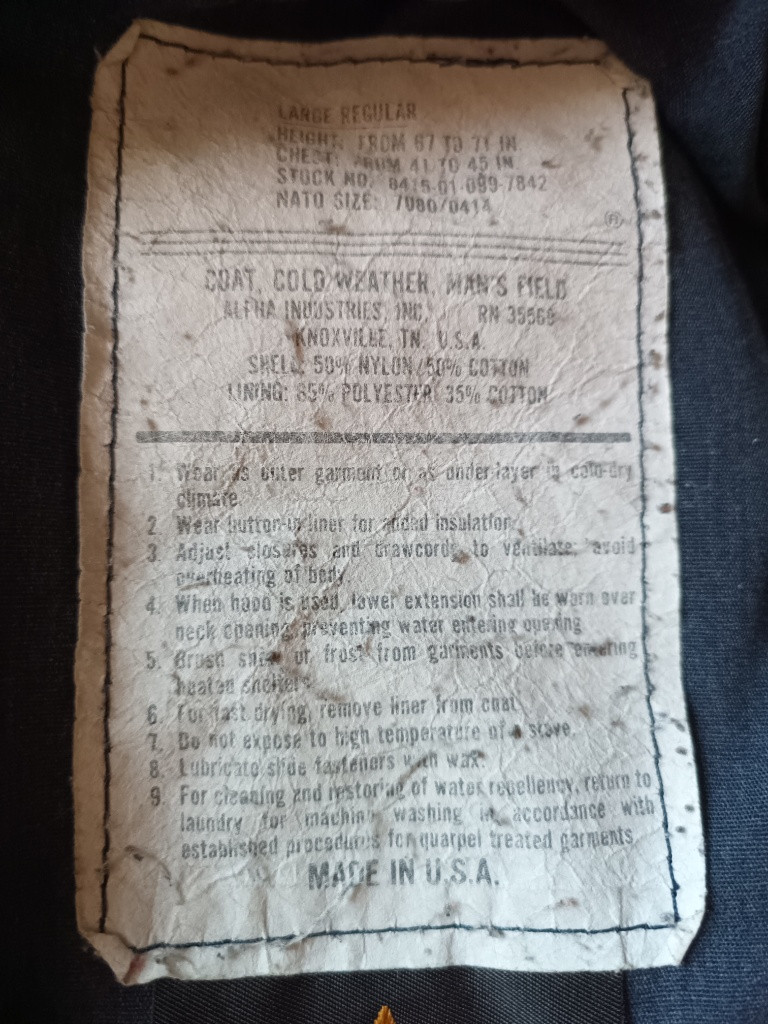 LARGE REGULAR
HEIGHT: FROM 67 TO 71 IN.
CHEST: FROM 41 TO 45 IN.
STOCK NO. 8415-01-099-7842
NATO SIZE: 7080/0414
®
COAT, COLD WEATHER, MAN'S FIELD
ALPHA INDUSTRIES, INC. RN 35569
KNOXVILLE, TN. U.S.A.
SHELL: 50% NYLON/50% COTTON
LINING: 65% POLYESTER 35% COTTON
1. Wear as outer garment or as under layer in cold-dry
climate.
2. Wear button-in liner for added insulation.
3. Adjust closures and drawcords to ventilate; avoid
overheating of body.
4. When hood is used, lower extension shall be worn over
neck opening, preventing water entering opening.
5. Brush snow or frost from garments before entering
heated shelters.
6. For fast drying, remove liner from coat.
7. Do not expose to high temperature of a stove.
8. Lubricate slide fasteners with wax.
9. For cleaning and restoring of water repellency, return to
laundry for machine washing in accordance with
established procedures for quarpel treated garments.
MADE IN U.S.A.